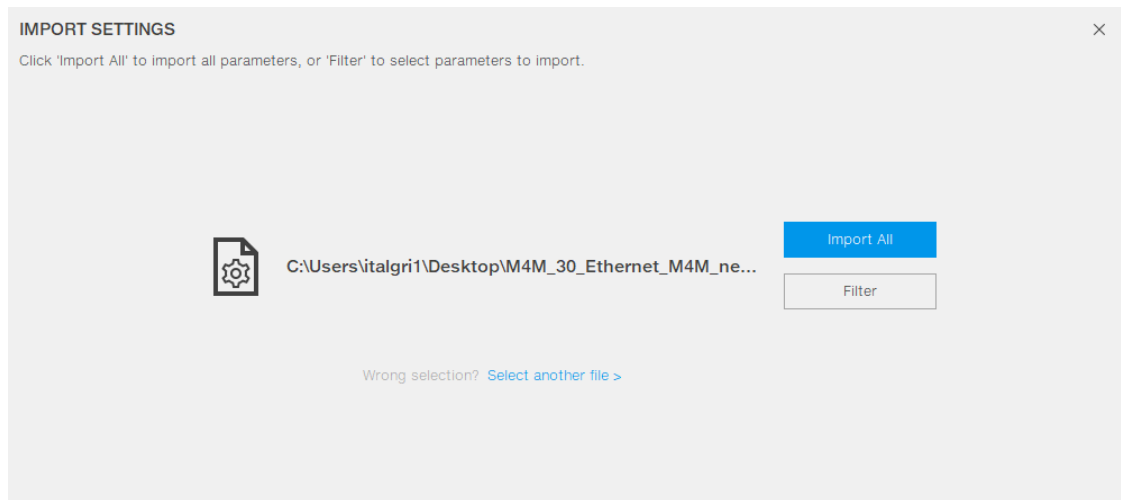 IMPORT SETTINGS
Click 'Import All' to import all parameters, or 'Filter' to select parameters to import.
Import All
C:\Users\italgri1\Desktop\M4M_30_Ethernet_M4M_ne...
Filter
Wrong selection? Select another file >